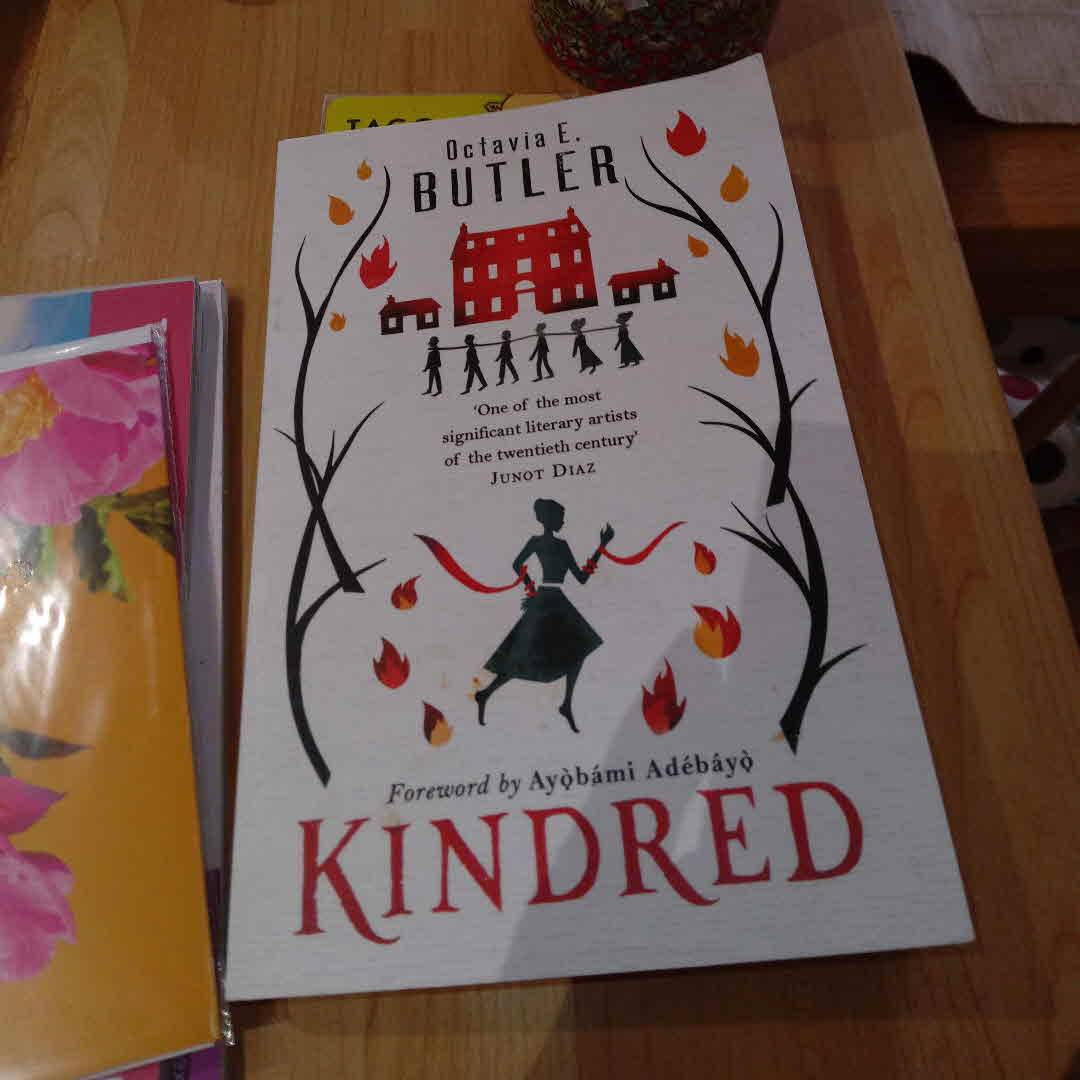 Octavia E.
BUTLER
'One of the most
significant literary artists
of the twentieth century'
JUNOT DIAZ
Foreword by Ayọ̀bámi Adébáyọ̀
KINDRED